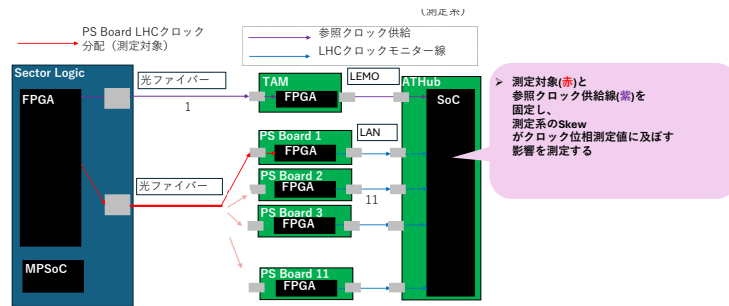 （測定系）
PS Board LHCクロック
分配（測定対象）
参照クロック供給
LHCクロックモニター線
Sector Logic
FPGA
MPSoC
光ファイバー
1
光ファイバー
TAM
FPGA
LEMO
ATHub
SoC
PS Board 1
FPGA
LAN
PS Board 2
FPGA
11
PS Board 3
FPGA
PS Board 11
FPGA
➢ 測定対象(赤)と
参照クロック供給線(紫)を
固定し、
測定系のSkew
がクロック位相測定値に及ぼす
影響を測定する